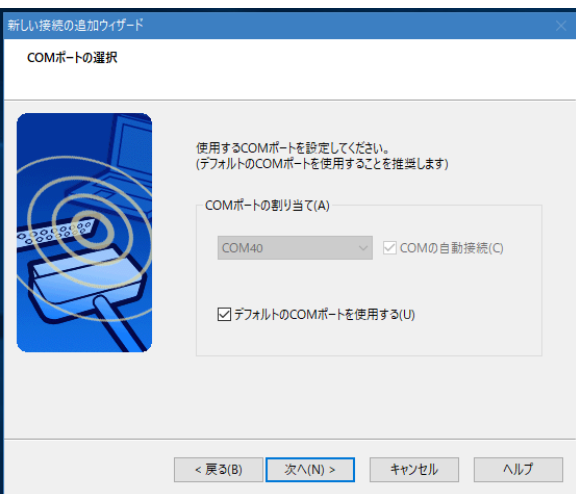 新しい接続の追加ウィザード
COMポートの選択
使用するCOMポートを設定してください。
(デフォルトのCOMポートを使用することを推奨します)
COMポートの割り当て(A)
COM40
COMの自動接続(C)
デフォルトのCOMポートを使用する(U)
< 戻る(B)
次へ(N) >
キャンセル
ヘルプ